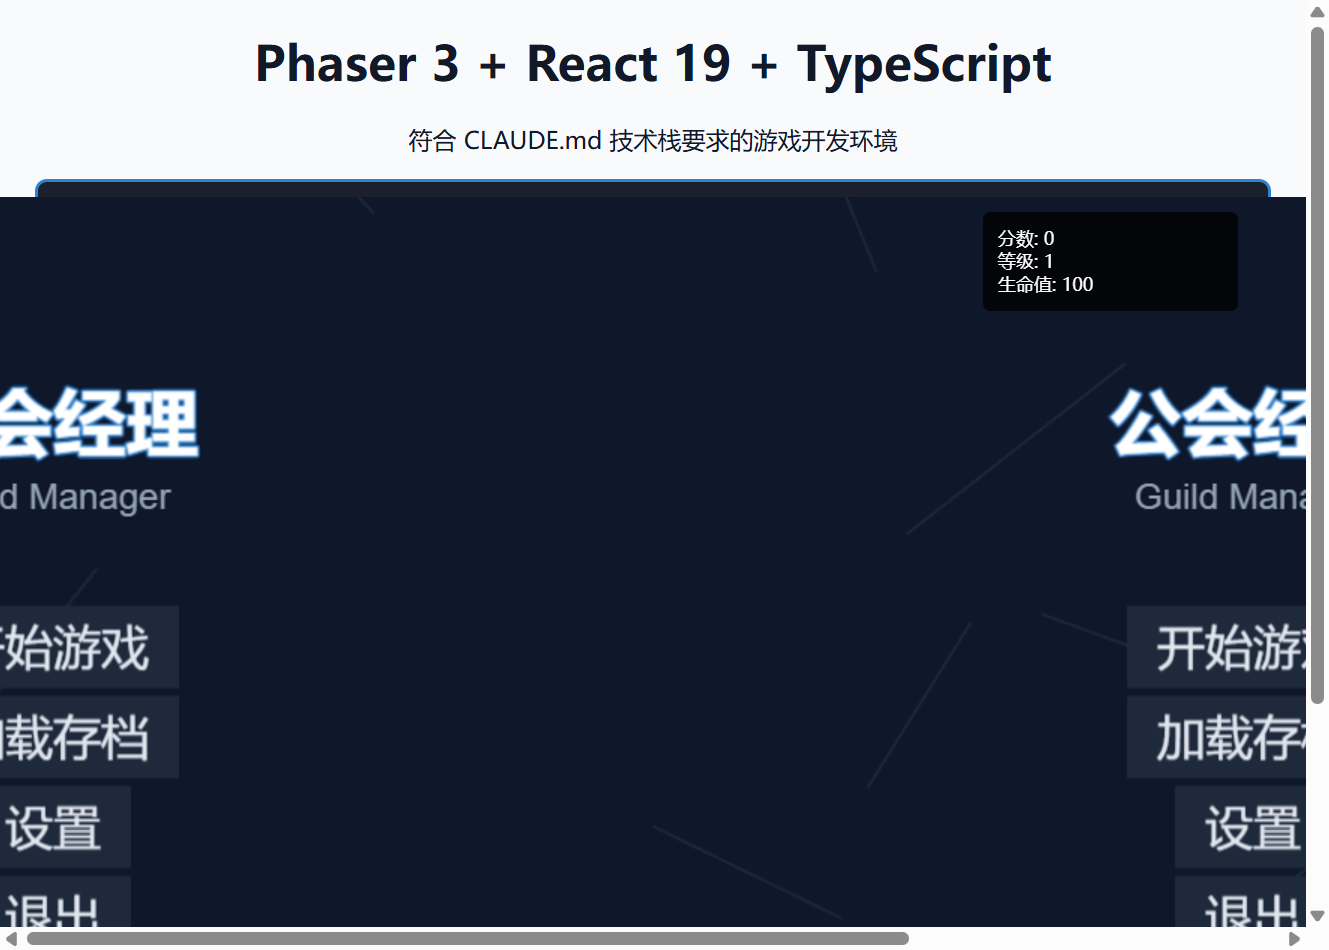 Phaser 3 + React 19 + TypeScript
符合 CLAUDE.md 技术栈要求的游戏开发环境
分数: 0
等级: 1
生命值: 100
会经理
公会经
d Manager
Guild Mana
始游戏
开始游戏
载存档
加载存档
设置
设置
退出
退出